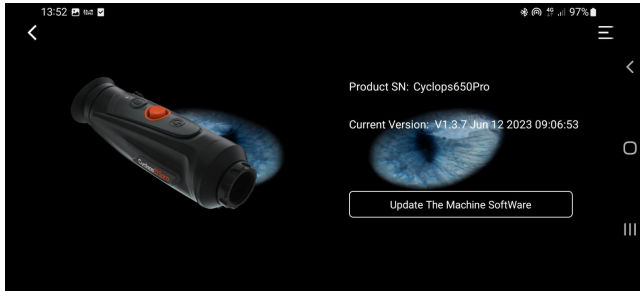 13:52
4G 97%
Product SN: Cyclops650Pro
Current Version: V1.3.7 Jun 12 2023 09:06:53
Update The Machine SoftWare